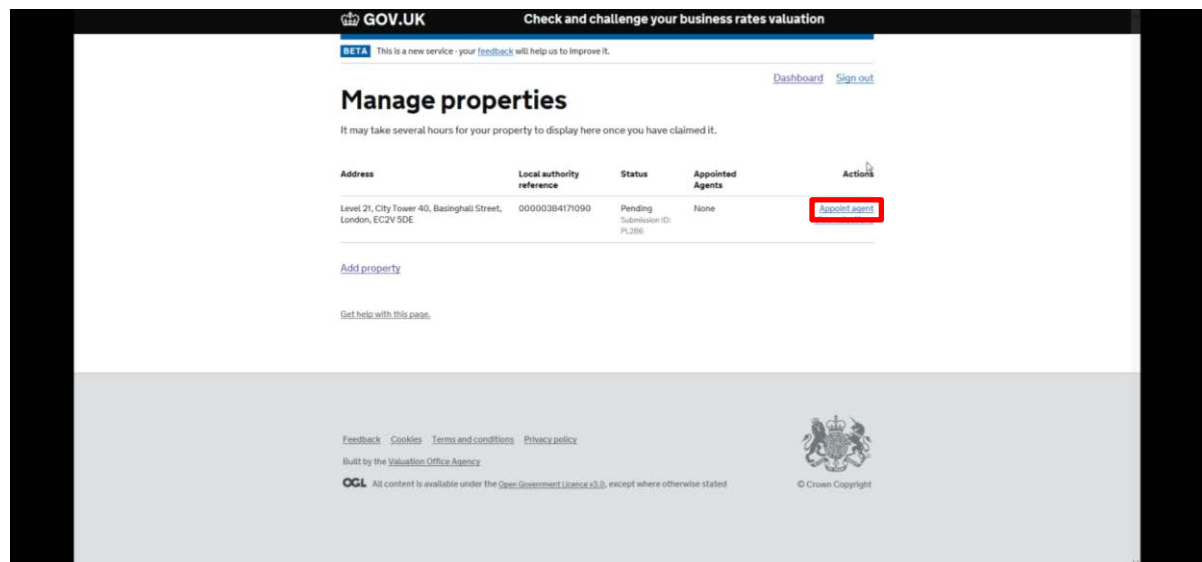 GOV.UK Check and challenge your business rates valuation
BETA This is a new service - your feedback will help us to improve it.
Dashboard Sign out
Manage properties
It may take several hours for your property to display here once you have claimed it.
Address Local authority reference Status Appointed Agents Actions
Level 21, City Tower 40, Basinghall Street, 00000384171090 Pending None Appoint agent
London, EC2V 5DE Submission ID:
Add property
Get help with this page.
Feedback Cookies Terms and conditions Privacy policy
Built by the Valuation Office Agency
OGL All content is available under the Open Government Licence v3.0, except where otherwise stated © Crown Copyright